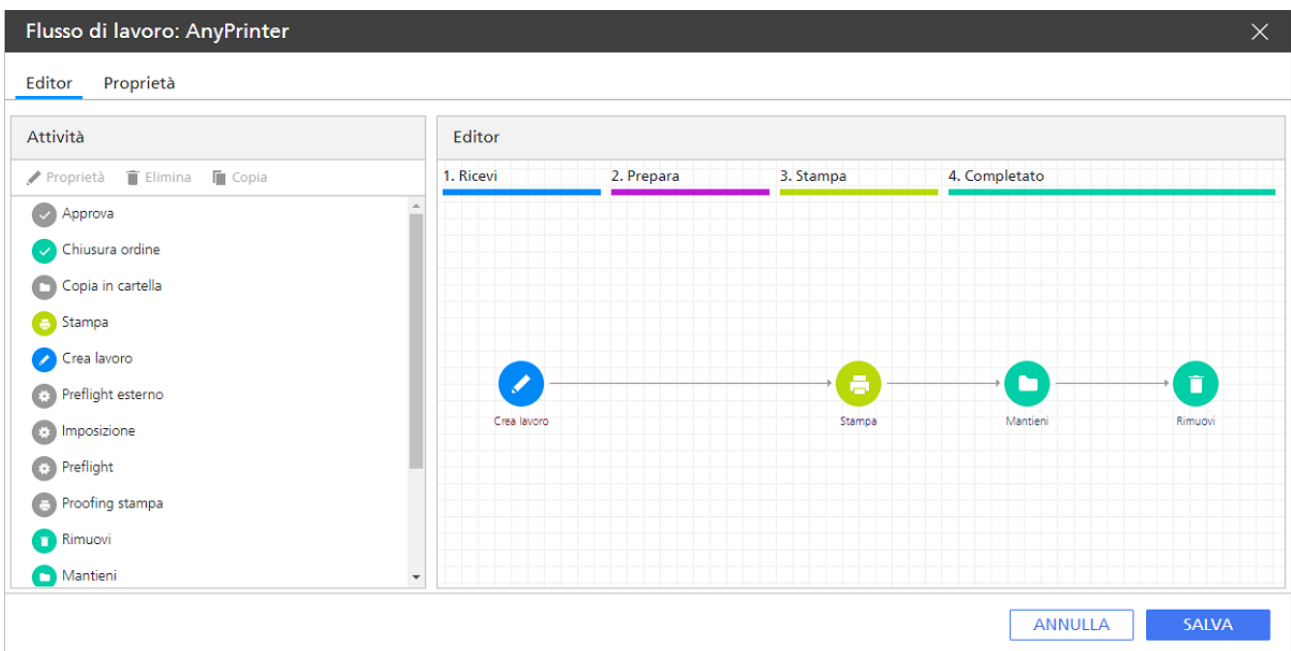 Flusso di lavoro: AnyPrinter
Editor Proprietà
Attività
Proprietà Elimina Copia
Approva
Chiusura ordine
Copia in cartella
Stampa
Crea lavoro
Preflight esterno
Imposizione
Preflight
Proofing stampa
Rimuovi
Mantieni
Editor
1. Ricevi 2. Prepara 3. Stampa 4. Completato
Crea lavoro Stampa Mantieni Rimuovi
ANNULLA SALVA